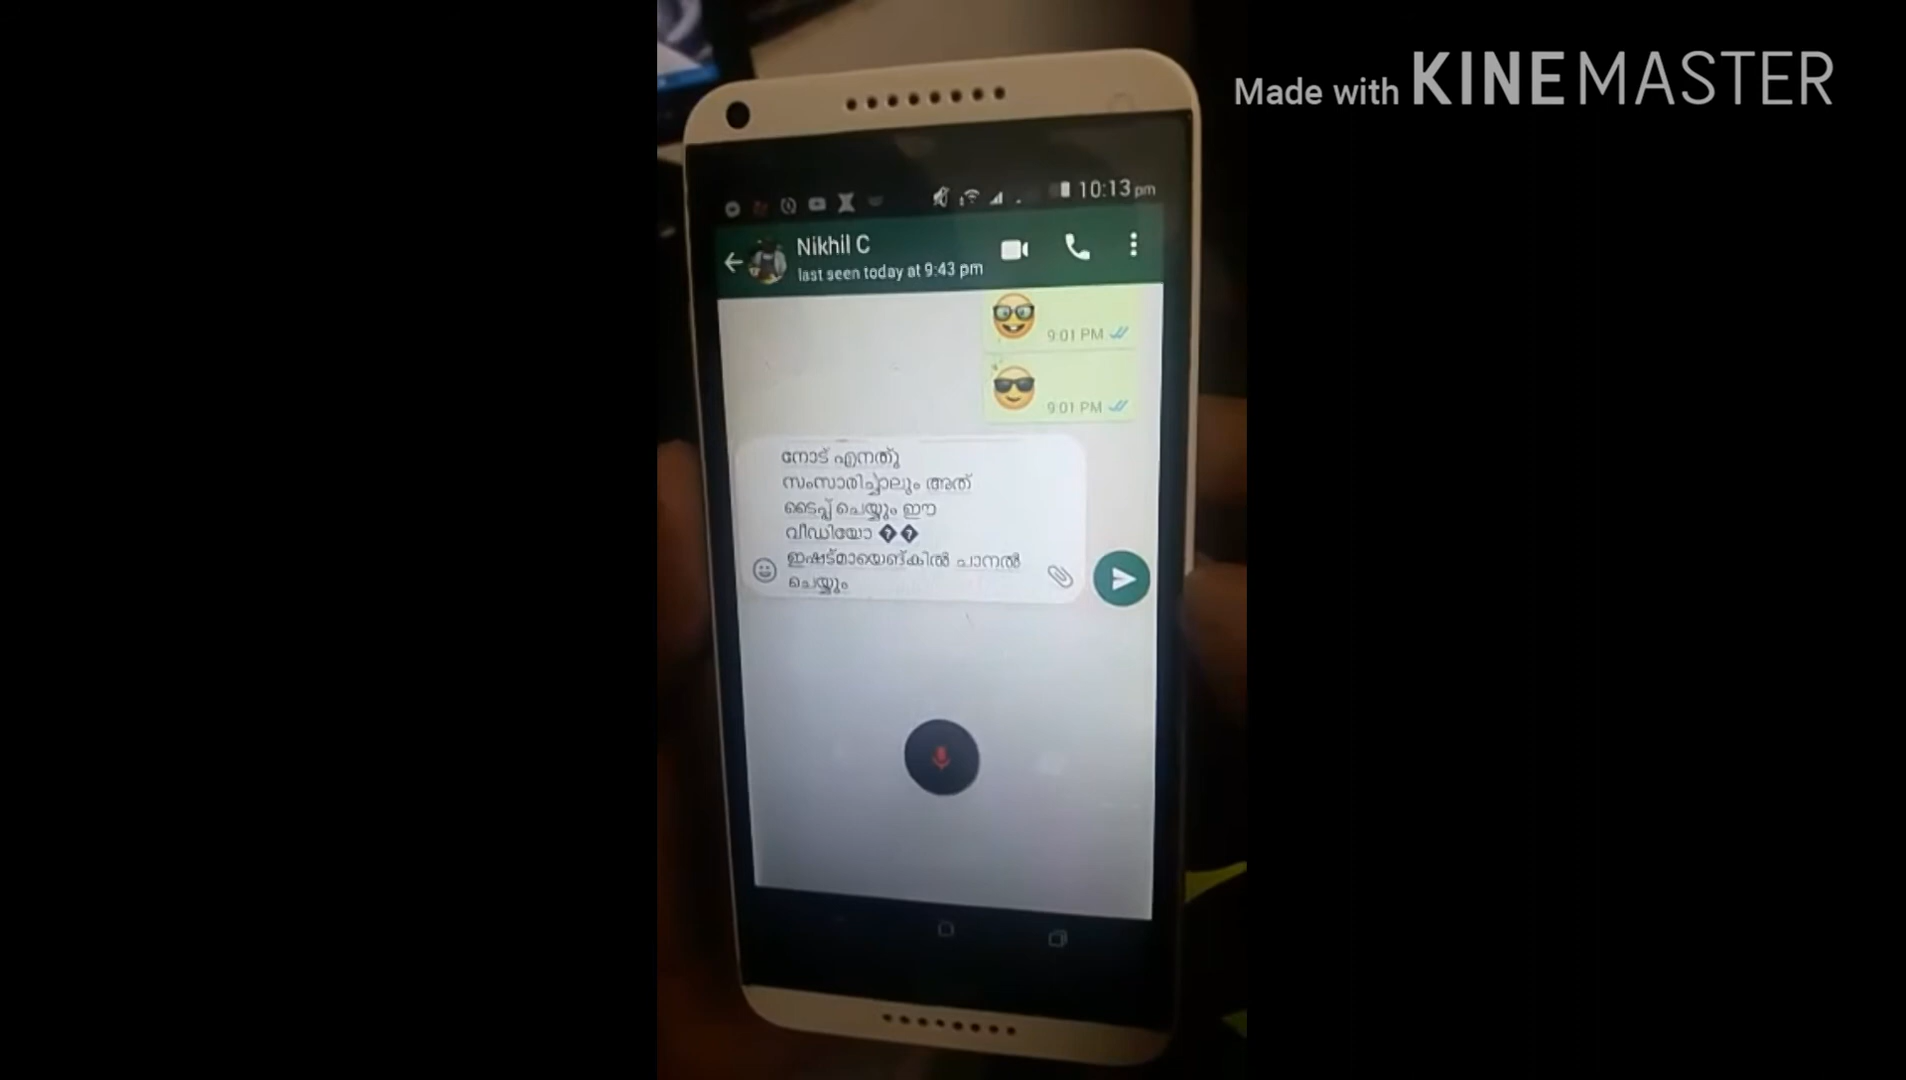 Made with KINEMASTER
10:13 pm
Nikhil C
last seen today at 9:43 pm
9:01 PM
9:01 PM
നോട് എന്ത്
സംസാരിച്ചാലും അത്
ടൈപ്പ് ചെയ്യും ഈ
വീഡിയോ
ഇഷ്ടമായെങ്കിൽ ചാനൽ
ചെയ്യും